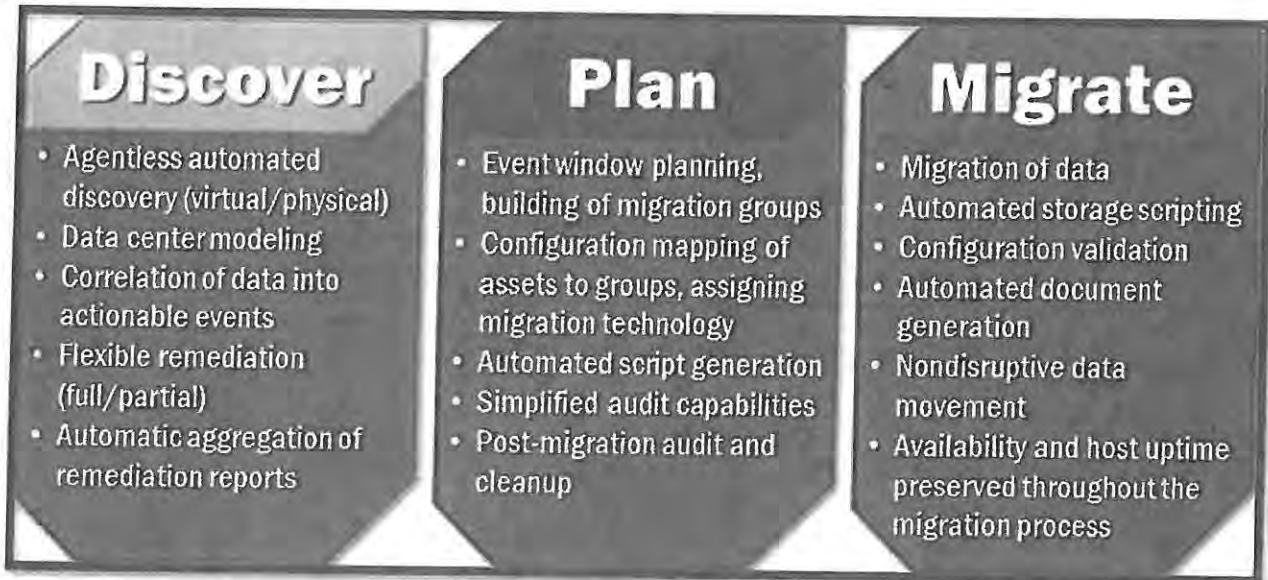 Discover
• Agentless automated
discovery (virtual/physical)
• Data center modeling
• Correlation of data into
actionable events
• Flexible remediation
(full/partial)
• Automatic aggregation of
remediation reports
Plan
• Event window planning,
building of migration groups
• Configuration mapping of
assets to groups, assigning
migration technology
• Automated script generation
• Simplified audit capabilities
• Post-migration audit and
cleanup
Migrate
• Migration of data
• Automated storage scripting
• Configuration validation
• Automated document
generation
• Nondisruptive data
movement
• Availability and host uptime
preserved throughout the
migration process